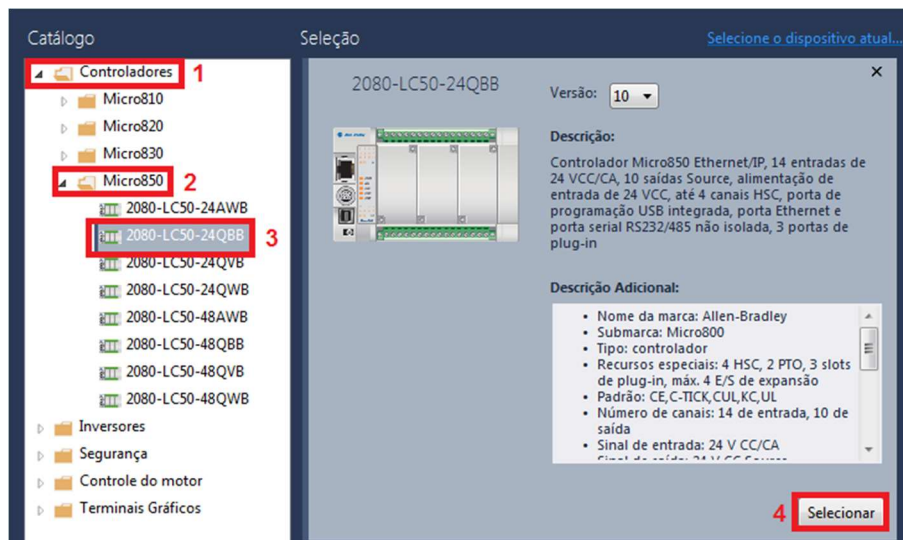 Catálogo
Seleção
Selecione o dispositivo atual...
Controladores 1
Micro810
Micro820
Micro830
Micro850 2
2080-LC50-24AWB
2080-LC50-24QBB 3
2080-LC50-24QVB
2080-LC50-24QWB
2080-LC50-48AWB
2080-LC50-48QBB
2080-LC50-48QVB
2080-LC50-48QWB
Inversores
Segurança
Controle do motor
Terminais Gráficos
2080-LC50-24QBB
Versão: 10
Descrição:
Controlador Micro850 Ethernet/IP, 14 entradas de
24 VCC/CA, 10 saídas Source, alimentação de
entrada de 24 VCC, até 4 canais HSC, porta de
programação USB integrada, porta Ethernet e
porta serial RS232/485 não isolada, 3 portas de
plug-in
Descrição Adicional:
• Nome da marca: Allen-Bradley
• Submarca: Micro800
• Tipo: controlador
• Recursos especiais: 4 HSC, 2 PTO, 3 slots
de plug-in, máx. 4 E/S de expansão
• Padrão: CE,C-TICK,CUL,KC,UL
• Número de canais: 14 de entrada, 10 de
saída
• Sinal de entrada: 24 V CC/CA
4 Selecionar